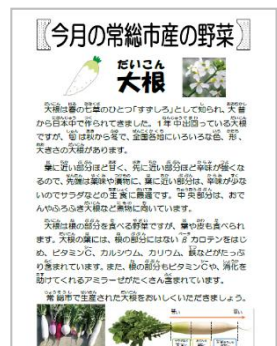 今月の常総市産の野菜
だいこん
大根
大根は春の七草のひとつ「すずしろ」として知られ、大昔
から日本中で作られてきました。1年中出回っている大根
ですが、旬は秋から冬で、全国各地にいろいろな色、形、
大きさの大根があります。
葉に近い部分ほど甘く、先に近い部分ほど辛味が強くな
るので、先端は薬味や漬物に、葉に近い部分は、辛味が少な
いのでサラダなどの生食に最適です。中央部分は、おで
んやふろふき大根など煮物に向いています。
大根は根の部分を食べる野菜ですが、葉や皮も食べられ
ます。大根の葉には、根の部分にはないβカロテンをはじ
め、ビタミンC、カルシウム、カリウム、鉄などがたっぷ
り含まれています。また、根の部分もビタミンCや、消化を
助けてくれるアミラーゼがたくさん含まれています。
常総市で生産された大根をおいしくいただきましょう。